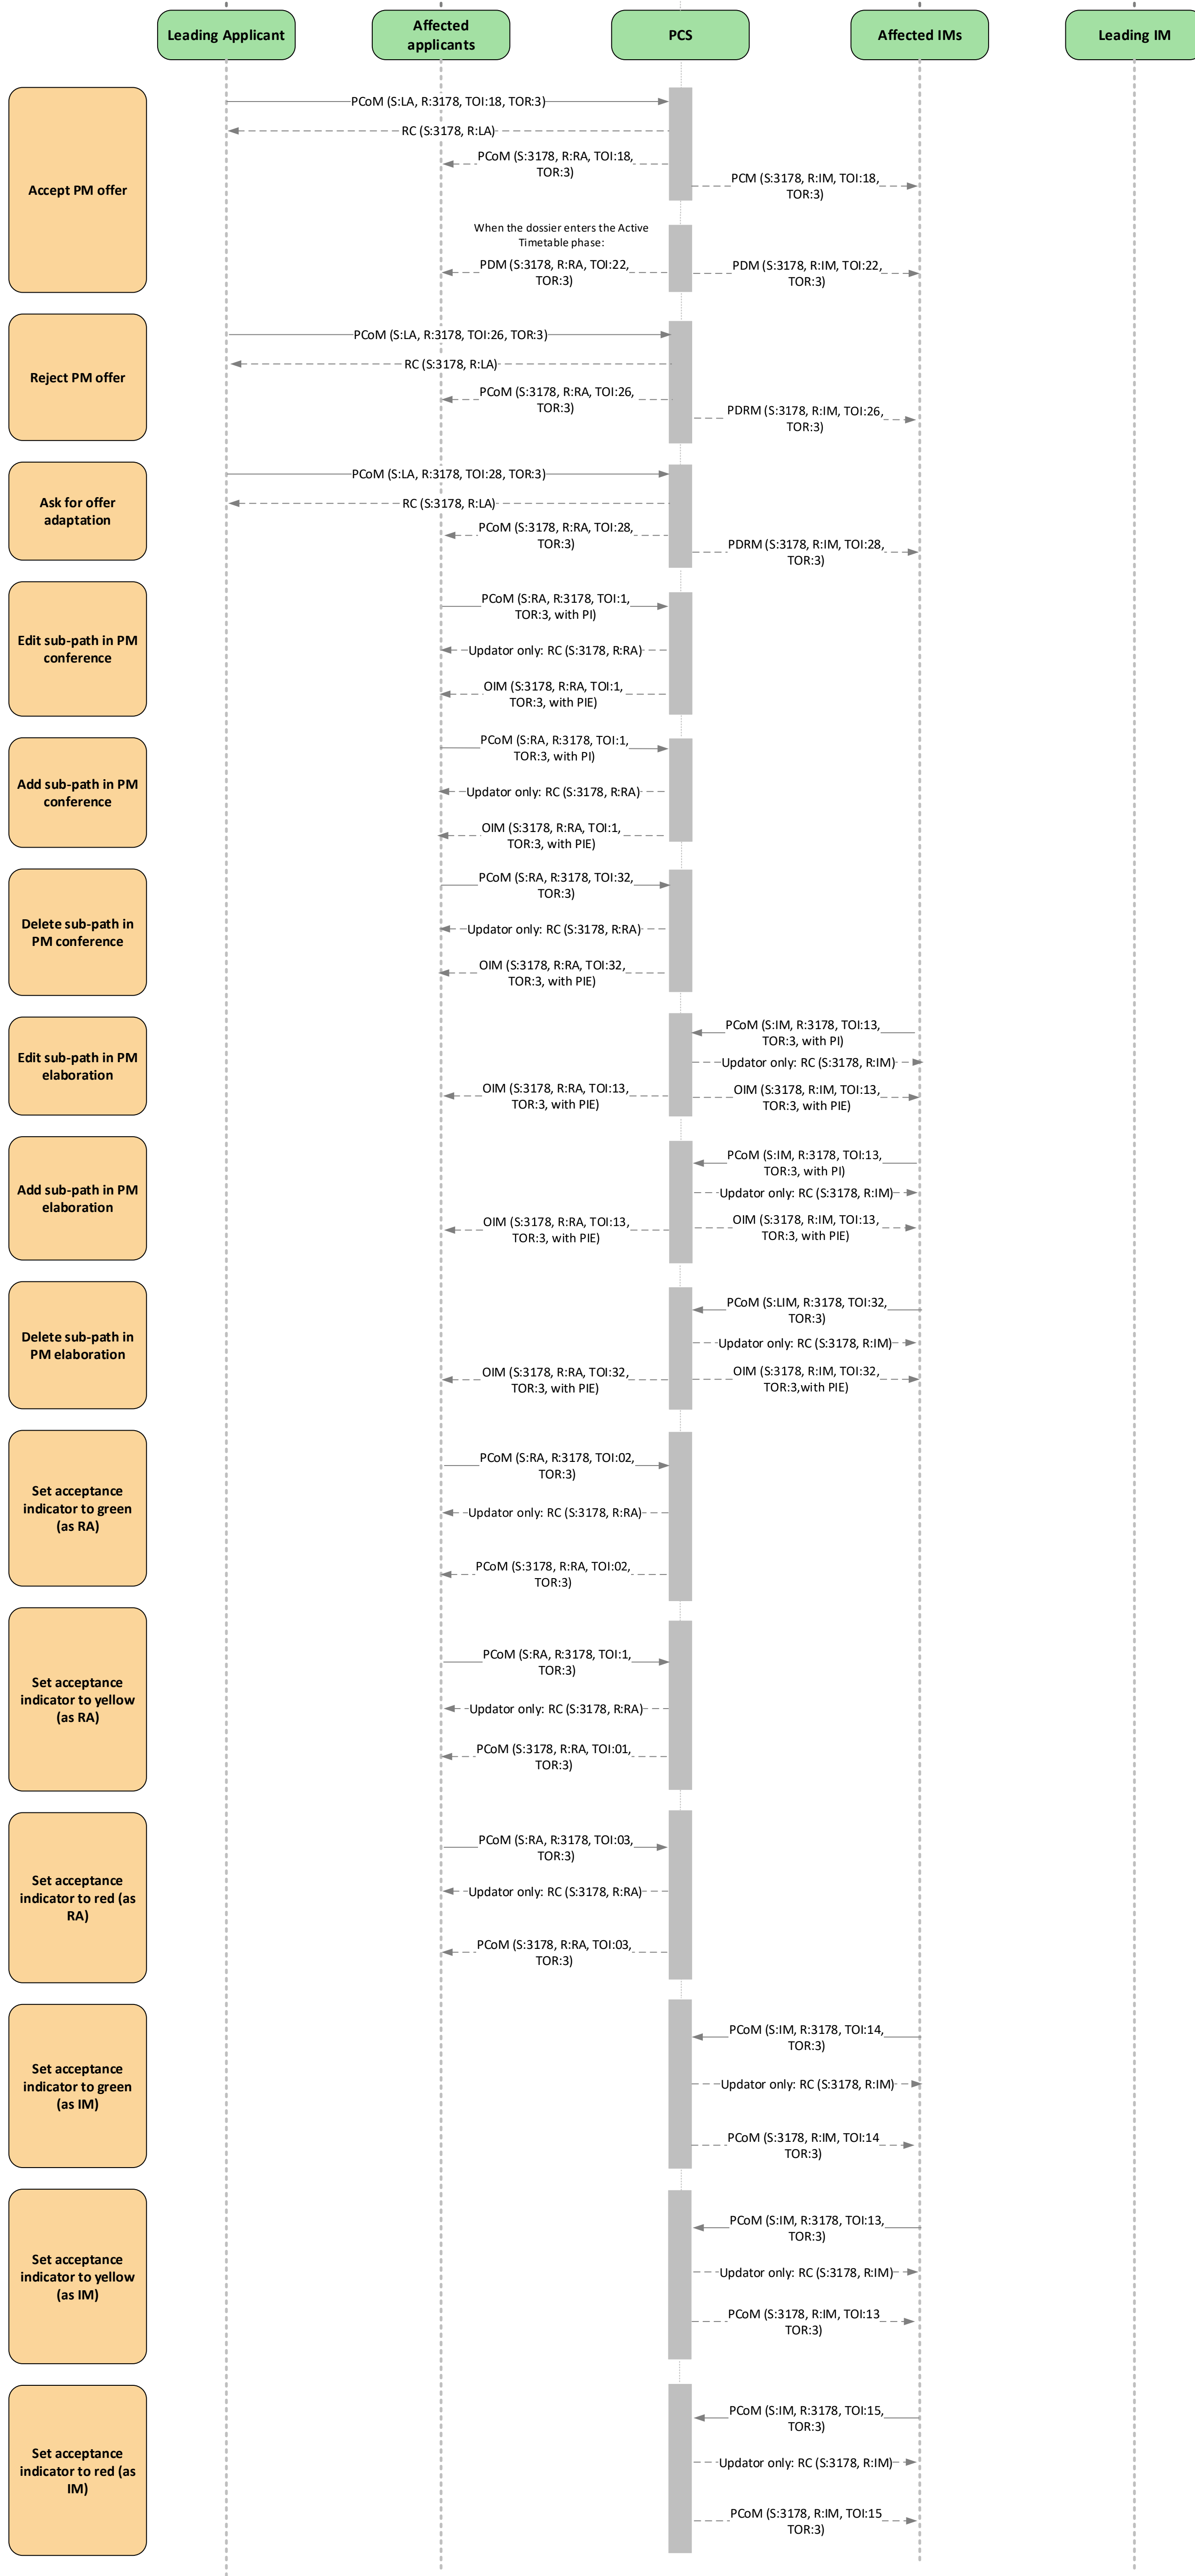 Leading Applicant
Affected
applicants
PCS
Affected IMs
Leading IM
Accept PM offer
PCoM (S:LA, R:3178, TOI:18, TOR:3)
RC (S:3178, R:LA)
PCoM (S:3178, R:RA, TOI:18,
TOR:3)
PCM (S:3178, R:IM, TOI:18,
TOR:3)
When the dossier enters the Active
Timetable phase:
PDM (S:3178, R:RA, TOI:22,
TOR:3)
PDM (S:3178, R:IM, TOI:22,
TOR:3)
Reject PM offer
PCoM (S:LA, R:3178, TOI:26, TOR:3)
RC (S:3178, R:LA)
PCoM (S:3178, R:RA, TOI:26,
TOR:3)
PDRM (S:3178, R:IM, TOI:26,
TOR:3)
Ask for offer
adaptation
PCoM (S:LA, R:3178, TOI:28, TOR:3)
RC (S:3178, R:LA)
PCoM (S:3178, R:RA, TOI:28,
TOR:3)
PDRM (S:3178, R:IM, TOI:28,
TOR:3)
Edit sub-path in PM
conference
PCoM (S:RA, R:3178, TOI:1,
TOR:3, with PI)
Updator only: RC (S:3178, R:RA)
OIM (S:3178, R:RA, TOI:1,
TOR:3, with PIE)
Add sub-path in PM
conference
PCoM (S:RA, R:3178, TOI:1,
TOR:3, with PI)
Updator only: RC (S:3178, R:RA)
OIM (S:3178, R:RA, TOI:1,
TOR:3, with PIE)
Delete sub-path in
PM conference
PCoM (S:RA, R:3178, TOI:32,
TOR:3)
Updator only: RC (S:3178, R:RA)
OIM (S:3178, R:RA, TOI:32,
TOR:3, with PIE)
Edit sub-path in PM
elaboration
PCoM (S:IM, R:3178, TOI:13,
TOR:3, with PI)
Updator only: RC (S:3178, R:IM)
OIM (S:3178, R:RA, TOI:13,
TOR:3, with PIE)
OIM (S:3178, R:IM, TOI:13,
TOR:3, with PIE)
Add sub-path in PM
elaboration
PCoM (S:IM, R:3178, TOI:13,
TOR:3, with PI)
Updator only: RC (S:3178, R:IM)
OIM (S:3178, R:RA, TOI:13,
TOR:3, with PIE)
OIM (S:3178, R:IM, TOI:13,
TOR:3, with PIE)
Delete sub-path in
PM elaboration
PCoM (S:LIM, R:3178, TOI:32,
TOR:3)
Updator only: RC (S:3178, R:IM)
OIM (S:3178, R:RA, TOI:32,
TOR:3, with PIE)
OIM (S:3178, R:IM, TOI:32,
TOR:3,with PIE)
Set acceptance
indicator to green
(as RA)
PCoM (S:RA, R:3178, TOI:02,
TOR:3)
Updator only: RC (S:3178, R:RA)
PCoM (S:3178, R:RA, TOI:02,
TOR:3)
Set acceptance
indicator to yellow
(as RA)
PCoM (S:RA, R:3178, TOI:1,
TOR:3)
Updator only: RC (S:3178, R:RA)
PCoM (S:3178, R:RA, TOI:01,
TOR:3)
Set acceptance
indicator to red (as
RA)
PCoM (S:RA, R:3178, TOI:03,
TOR:3)
Updator only: RC (S:3178, R:RA)
PCoM (S:3178, R:RA, TOI:03,
TOR:3)
Set acceptance
indicator to green
(as IM)
PCoM (S:IM, R:3178, TOI:14,
TOR:3)
Updator only: RC (S:3178, R:IM)
PCoM (S:3178, R:IM, TOI:14
TOR:3)
Set acceptance
indicator to yellow
(as IM)
PCoM (S:IM, R:3178, TOI:13,
TOR:3)
Updator only: RC (S:3178, R:IM)
PCoM (S:3178, R:IM, TOI:13
TOR:3)
Set acceptance
indicator to red (as
IM)
PCoM (S:IM, R:3178, TOI:15,
TOR:3)
Updator only: RC (S:3178, R:IM)
PCoM (S:3178, R:IM, TOI:15
TOR:3)